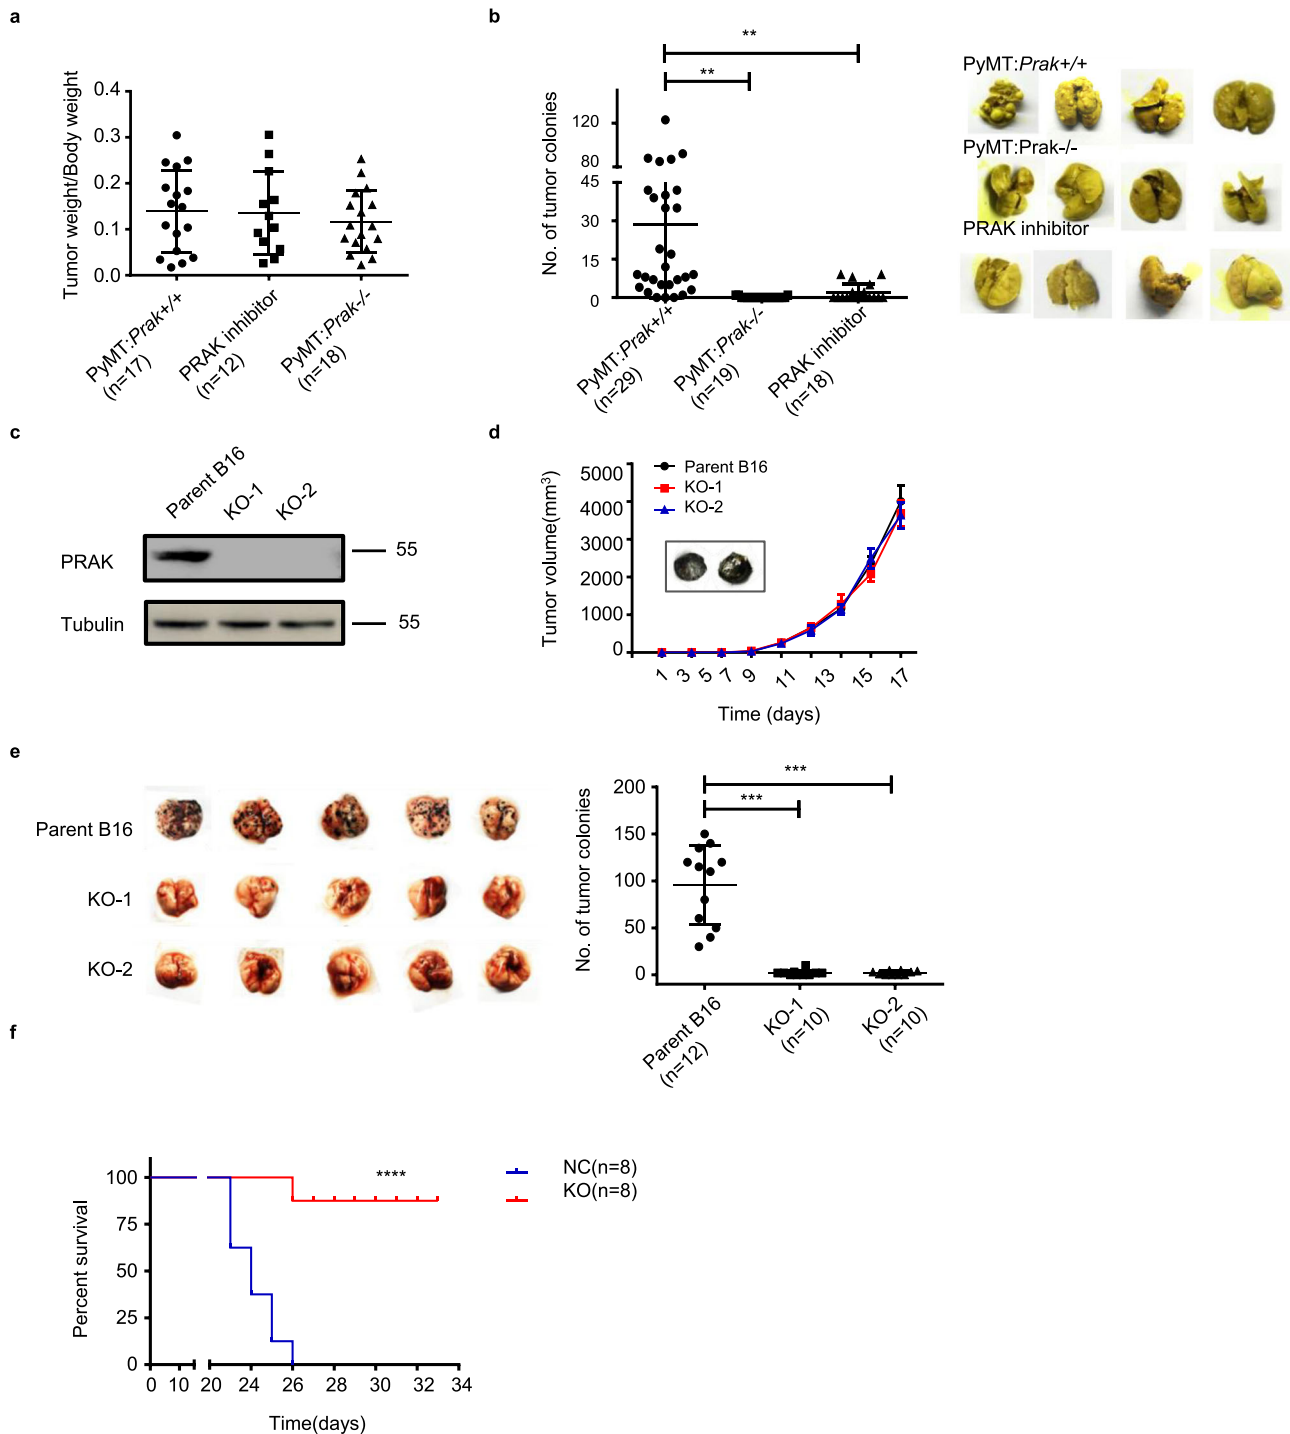 a
Tumor weight/Body weight
0.4
0.3
0.2
0.1
0.0
PyMT:Prak+/+
(n=17)
PRAK inhibitor
(n=12)
PyMT:Prak-/-
(n=18)
b
No. of tumor colonies
120
80
45
30
15
0
**
**
PyMT:Prak+/+
(n=29)
PyMT:Prak-/-
(n=19)
PRAK inhibitor
(n=18)
PyMT:Prak+/+
PyMT:Prak-/-
PRAK inhibitor
c
Parent B16
KO-1
KO-2
PRAK
55
Tubulin
55
d
Tumor volume(mm³)
5000
4000
3000
2000
1000
0
Parent B16
KO-1
KO-2
1 3 5 7 9 11 13 15 17
Time (days)
e
Parent B16
KO-1
KO-2
No. of tumor colonies
200
150
100
50
0
***
***
Parent B16
(n=12)
KO-1
(n=10)
KO-2
(n=10)
f
Percent survival
100
75
50
25
0
****
NC(n=8)
KO(n=8)
0 10 20 24 26 28 30 32 34
Time(days)